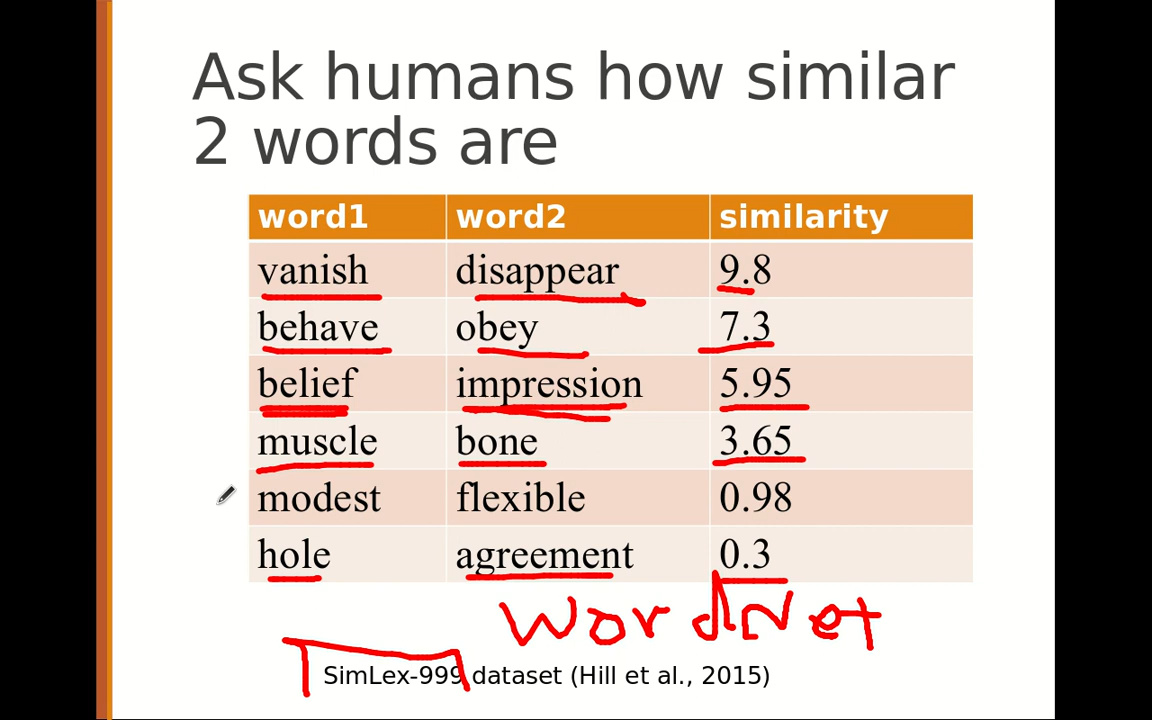 Ask humans how similar
2 words are
word1 word2 similarity
vanish disappear 9.8
behave obey 7.3
belief impression 5.95
muscle bone 3.65
modest flexible 0.98
hole agreement 0.3
WordNet
SimLex-999 dataset (Hill et al., 2015)